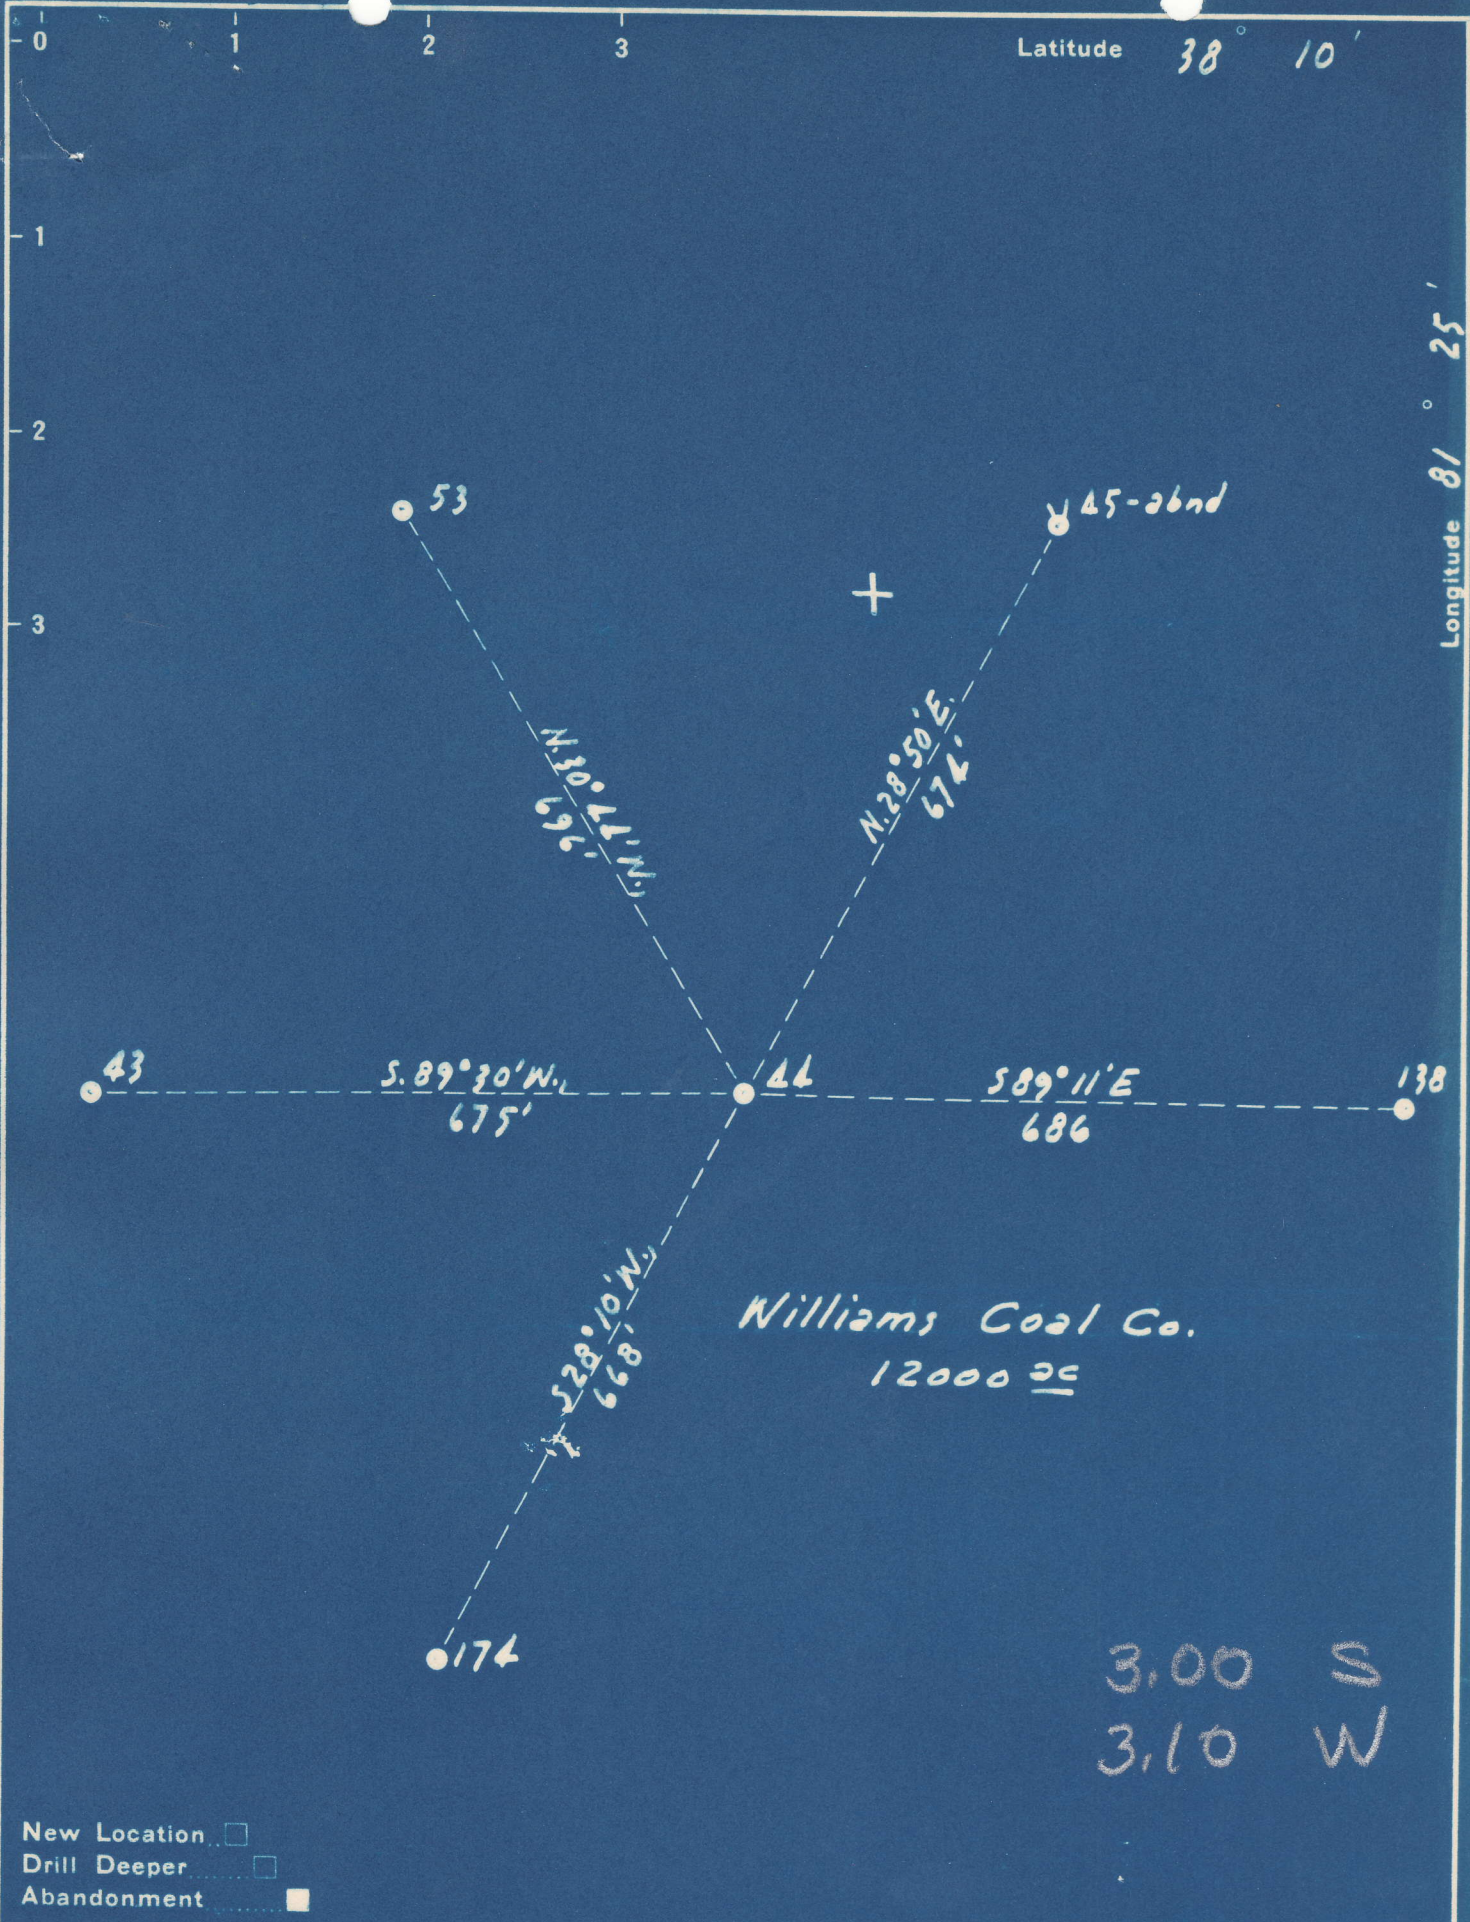 0 1 2 3 Latitude 38° 10'
1
Longitude 81° 25'
2
53
45-abnd
3
N.30°44'W.
666'
N.28°50'E.
674'
43
S.89°30'W.
675'
44
S89°11'E
686
138
S28°10'W.
668'
Williams Coal Co.
12000 ac
174
3.00 S
3.10 W
New Location
Drill Deeper
Abandonment